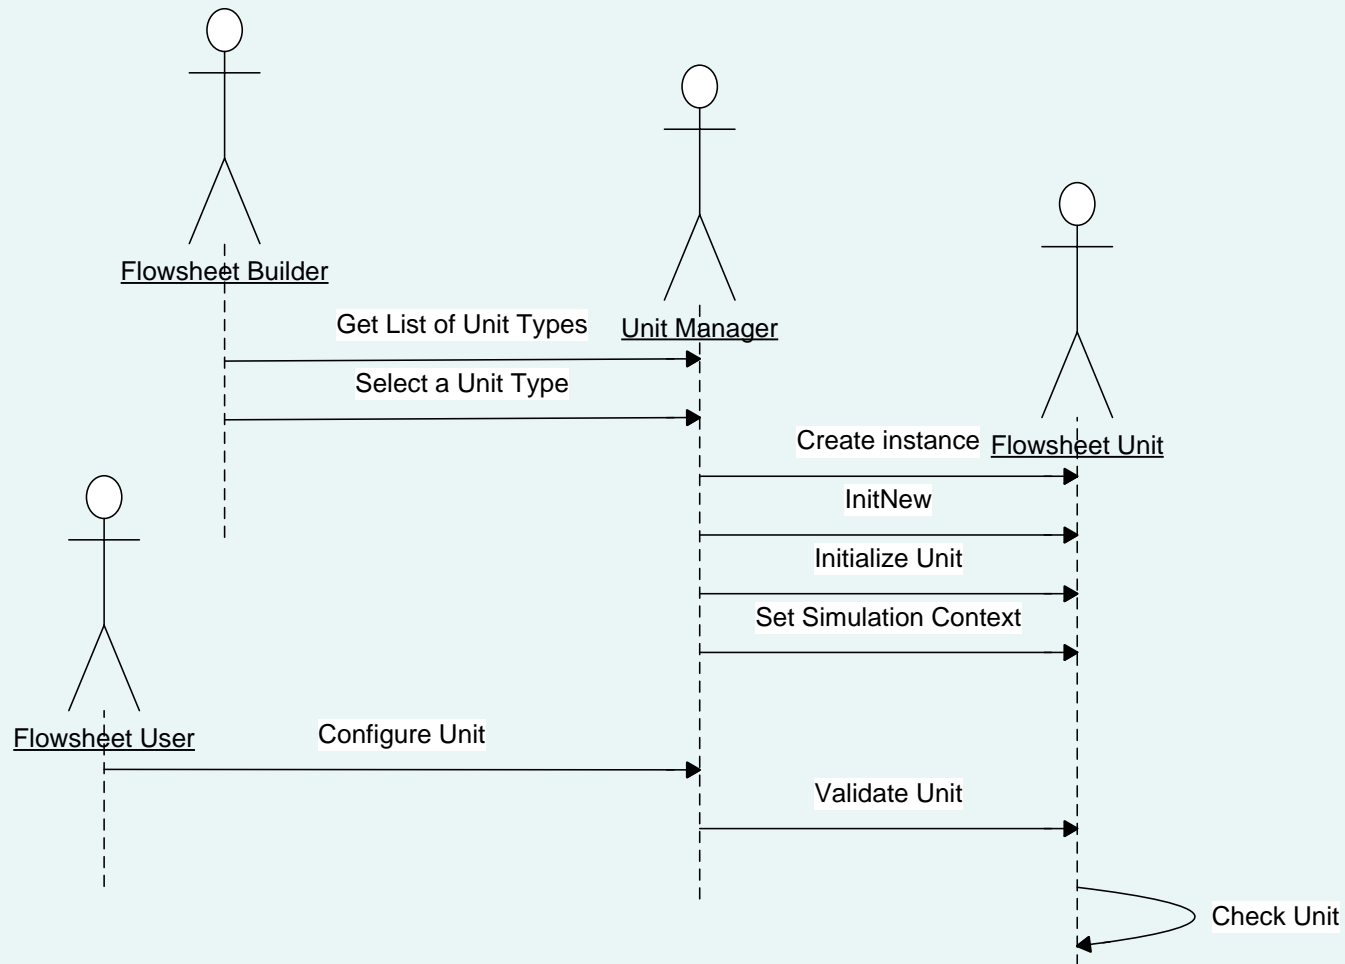 Flowsheet Builder
Get List of Unit Types
Unit Manager
Select a Unit Type
Create instance
Flowsheet Unit
InitNew
Initialize Unit
Set Simulation Context
Flowsheet User
Configure Unit
Validate Unit
Check Unit